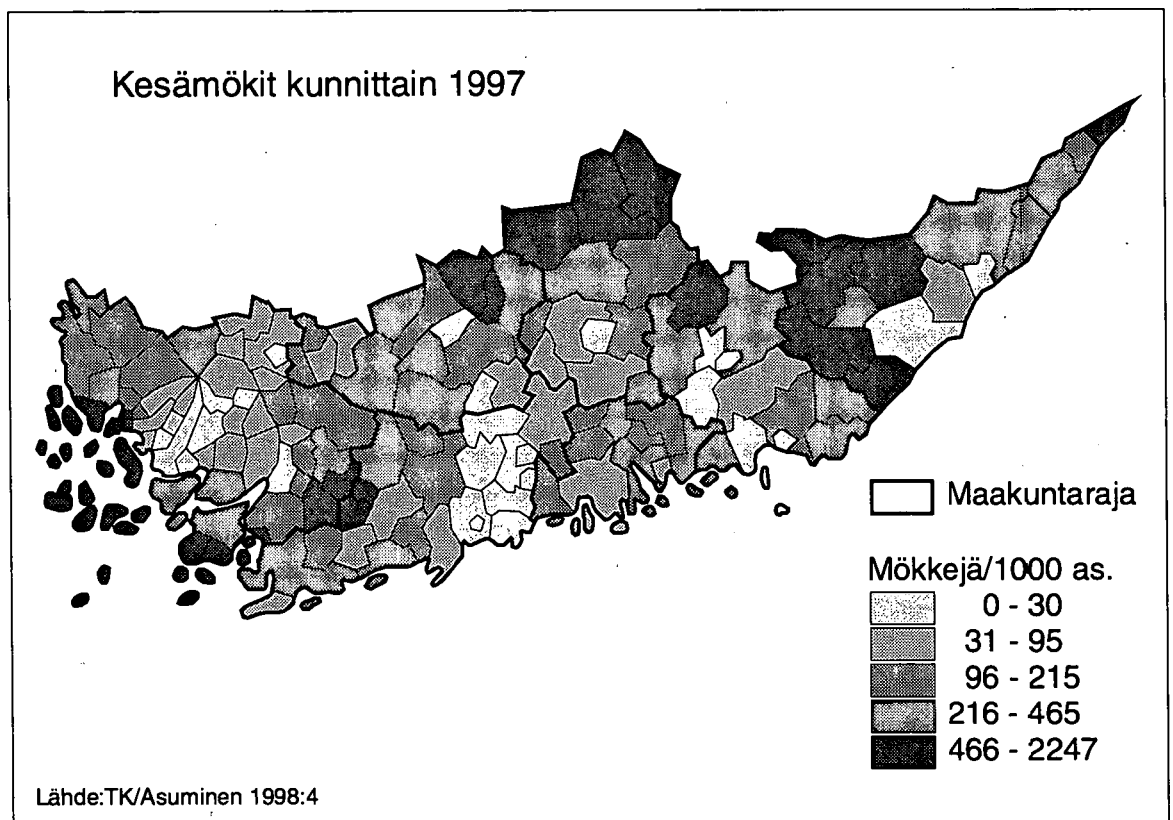 Kesämökit kunnittain 1997
Maakuntaraja
Mökkejä/1000 as.
0 - 30
31 - 95
96 - 215
216 - 465
466 - 2247
Lähde:TK/Asuminen 1998:4